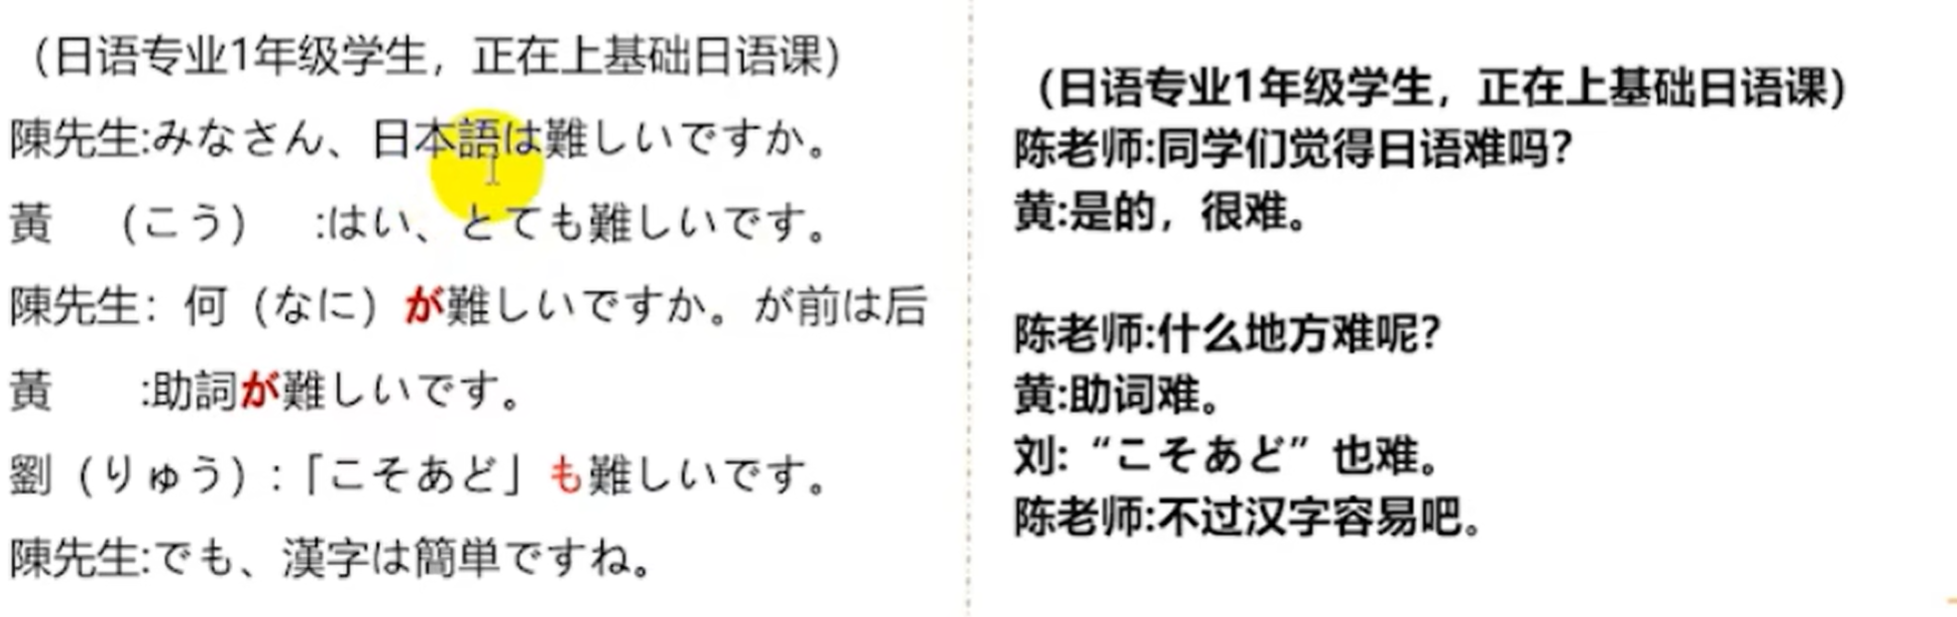 （日语专业1年级学生，正在上基础日语课）
陳先生:みなさん、日本語は難しいですか。
黃　（こう）　:はい、とても難しいです。
陳先生：何（なに）が難しいですか。が前は后
黃　　:助詞が難しいです。
劉（りゅう）:「こそあど」も難しいです。
陳先生:でも、漢字は簡単ですね。
（日语专业1年级学生，正在上基础日语课）
陈老师:同学们觉得日语难吗？
黄:是的，很难。
陈老师:什么地方难呢？
黄:助词难。
刘:“こそあど”也难。
陈老师:不过汉字容易吧。